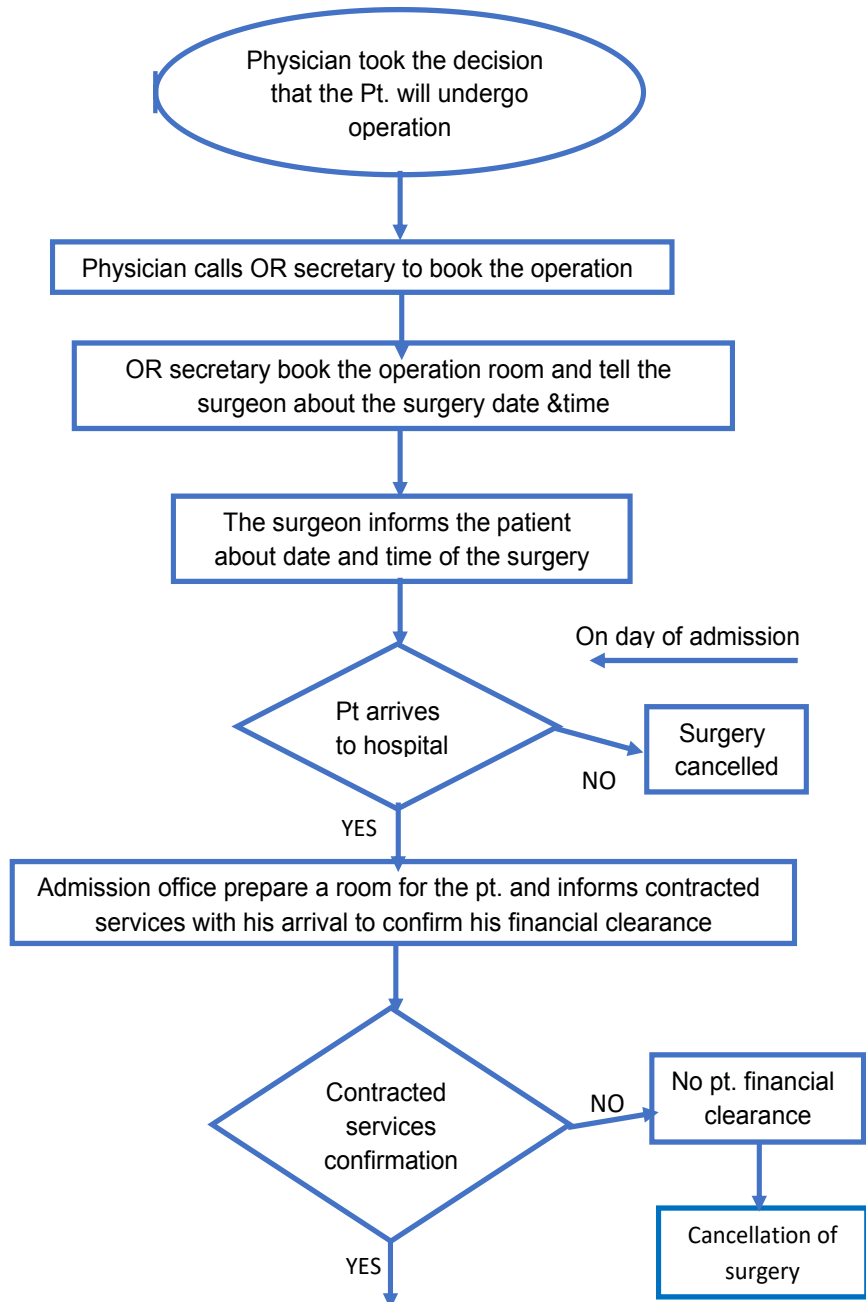 Physician took the decision
that the Pt. will undergo
operation
Physician calls OR secretary to book the operation
OR secretary book the operation room and tell the
surgeon about the surgery date &time
The surgeon informs the patient
about date and time of the surgery
On day of admission
Pt arrives
to hospital
NO
Surgery
cancelled
YES
Admission office prepare a room for the pt. and informs contracted
services with his arrival to confirm his financial clearance
Contracted
services
confirmation
NO
No pt. financial
clearance
Cancellation of
surgery
YES